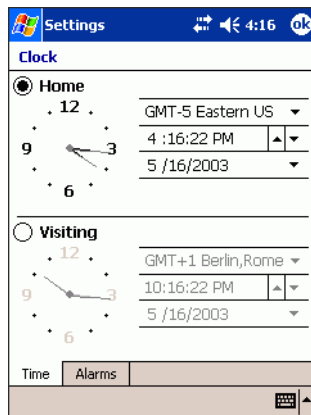 Settings 4:16 ok
Clock
Home
12
9 3
6
GMT-5 Eastern US
4 :16:22 PM
5 /16/2003
Visiting
12
9 3
6
GMT+1 Berlin,Rome
10:16:22 PM
5 /16/2003
Time Alarms